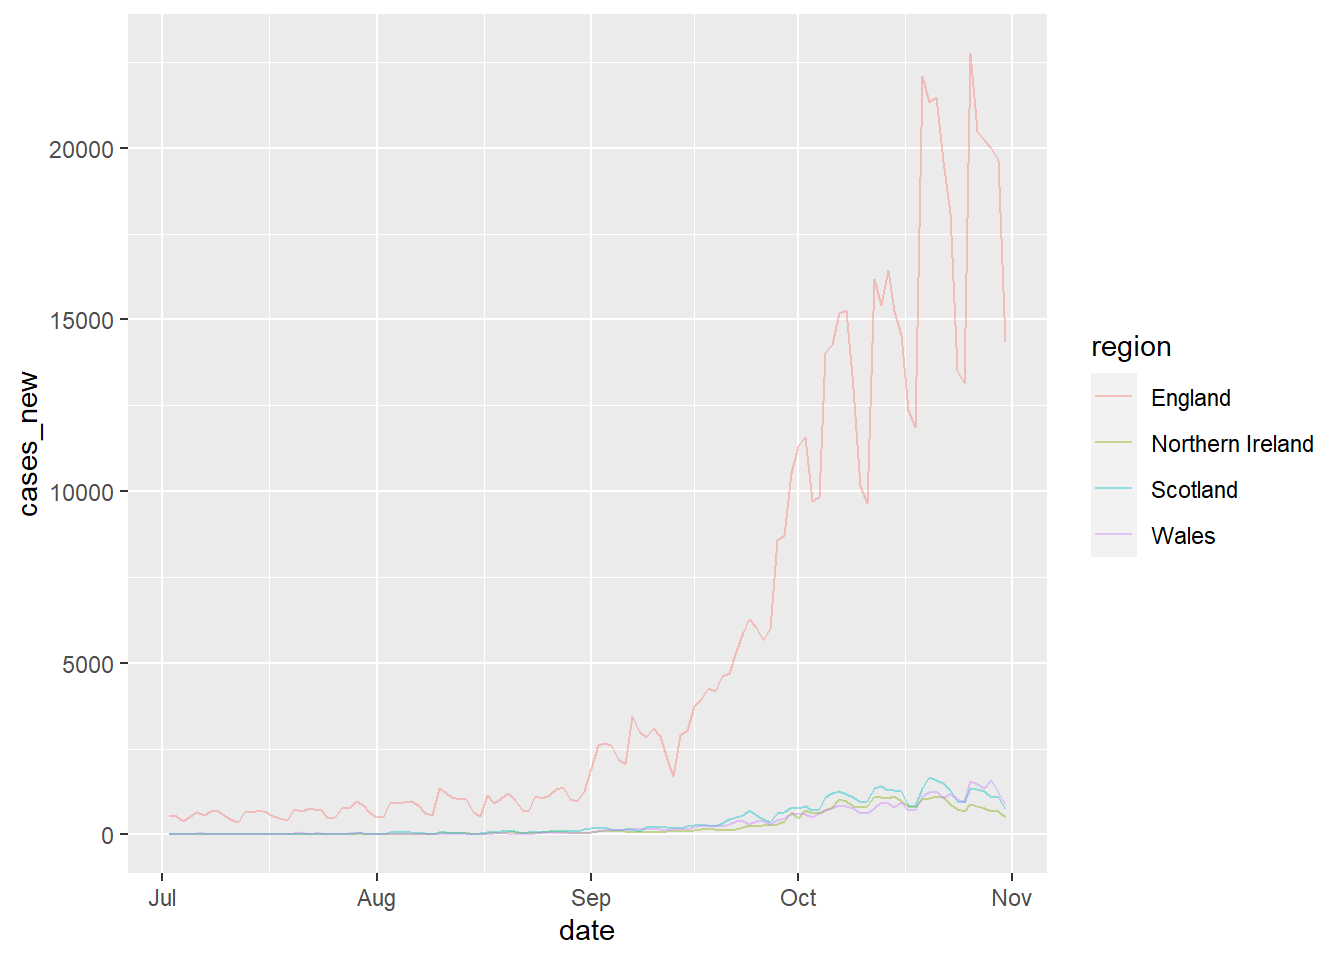 20000
15000
10000
5000
0
cases_new
Jul Aug Sep Oct Nov
date
region
England
Northern Ireland
Scotland
Wales